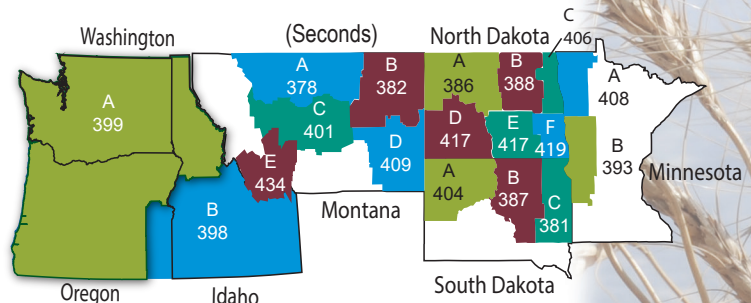 Washington
(Seconds)
North Dakota
C
406
A
378
B
382
A
386
B
388
A
408
A
399
C
401
D
417
E
417
F
419
B
393
D
409
E
434
A
404
B
387
Minnesota
B
398
Montana
C
381
South Dakota
Oregon
Idaho